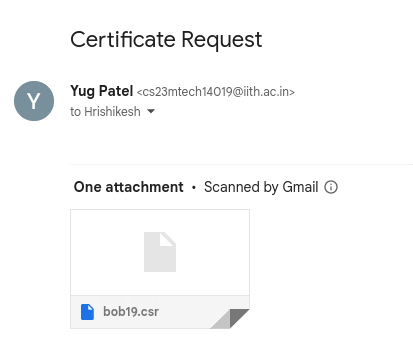 Certificate Request
Y
Yug Patel <cs23mtech14019@iith.ac.in>
to Hrishikesh
One attachment • Scanned by Gmail
bob19.csr